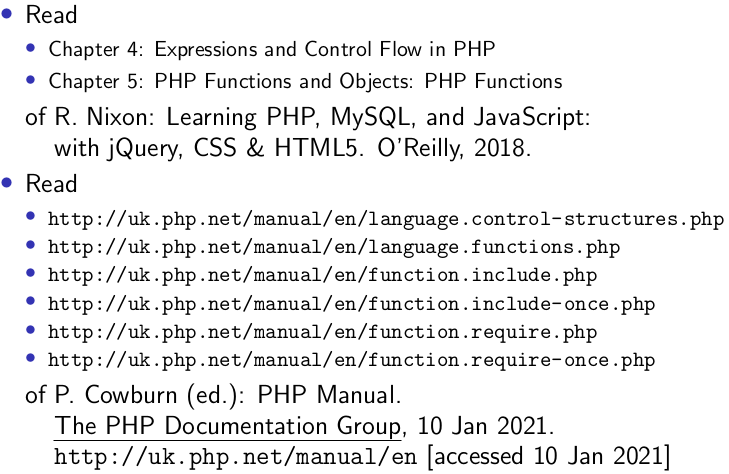 • Read
• Chapter 4: Expressions and Control Flow in PHP
• Chapter 5: PHP Functions and Objects: PHP Functions
of R. Nixon: Learning PHP, MySQL, and JavaScript:
with jQuery, CSS & HTML5. O'Reilly, 2018.
• Read
• http://uk.php.net/manual/en/language.control-structures.php
• http://uk.php.net/manual/en/language.functions.php
• http://uk.php.net/manual/en/function.include.php
• http://uk.php.net/manual/en/function.include-once.php
• http://uk.php.net/manual/en/function.require.php
• http://uk.php.net/manual/en/function.require-once.php
of P. Cowburn (ed.): PHP Manual.
The PHP Documentation Group, 10 Jan 2021.
http://uk.php.net/manual/en [accessed 10 Jan 2021]